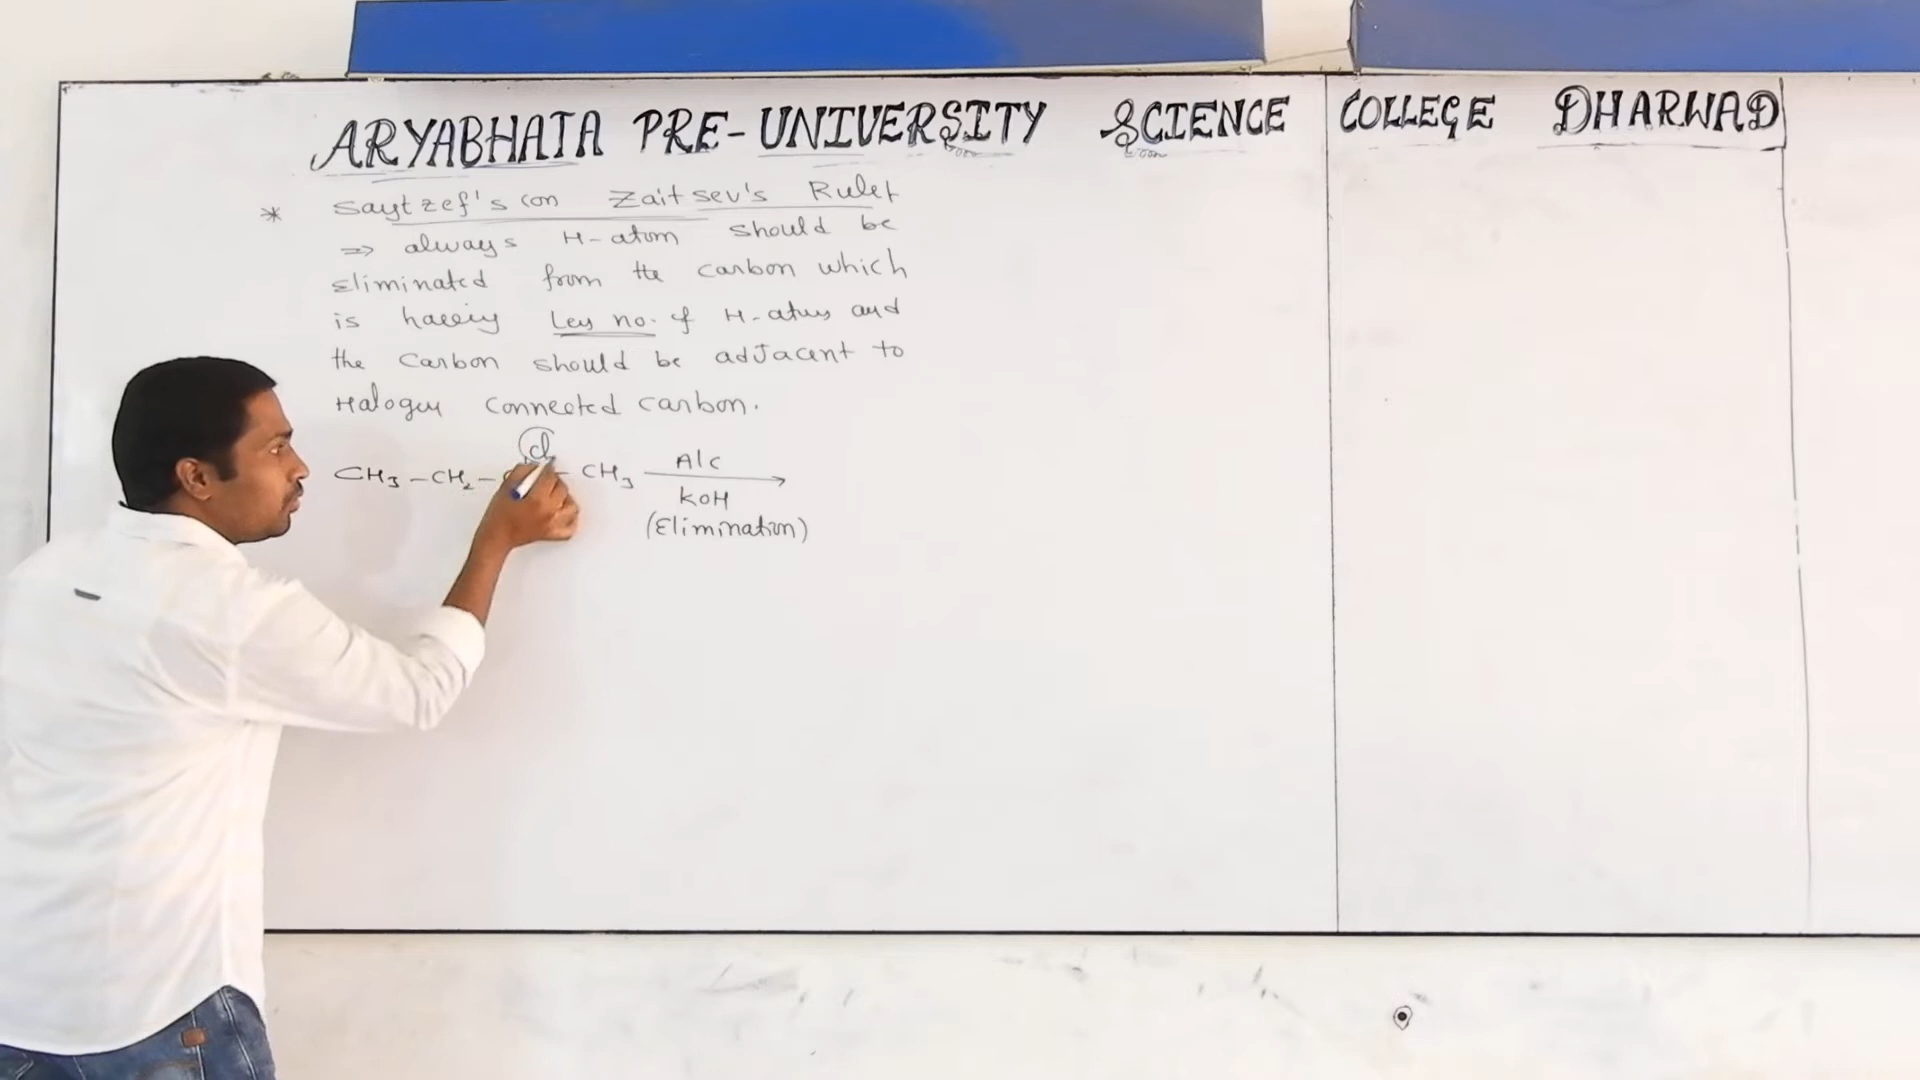 ARYABHATA PRE-UNIVERSITY SCIENCE COLLEGE DHARWAD
* Saytzef's (or) Zaitsev's Rule:
⇒ always H-atom should be
eliminated from the carbon which
is having Less no. of H-atoms and
the carbon should be adjacent to
Halogen connected carbon.
Cl
CH₃ – CH₂ – – CH₃ Alc
KOH
(Elimination)